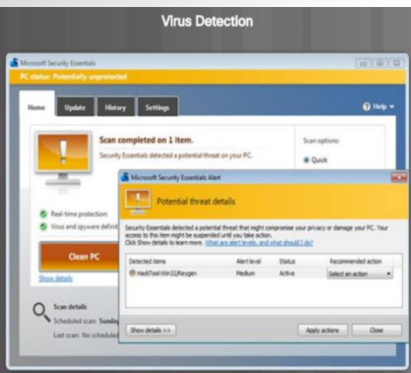 Virus Detection
Microsoft Security Essentials
PC status: Potentially unprotected
Home Update History Settings Help
Scan completed on 1 item.
Security Essentials detected a potential threat on your PC.
Scan options:
Quick
Real-time protection:
Virus and spyware definit
Clean PC
Show details
Scan details
Scheduled scan: Sunday
Last scan: No scheduled
Microsoft Security Essentials Alert
Potential threat details
Security Essentials detected a potential threat that might compromise your privacy or damage your PC. Your
access to this item might be suspended until you take action.
Click Show details to learn more. What are alert levels, and what should I do?
Detected items Alert level Status Recommended action
HackTool:Win32/Keygen Medium Active Select an action
Show details >> Apply actions Close